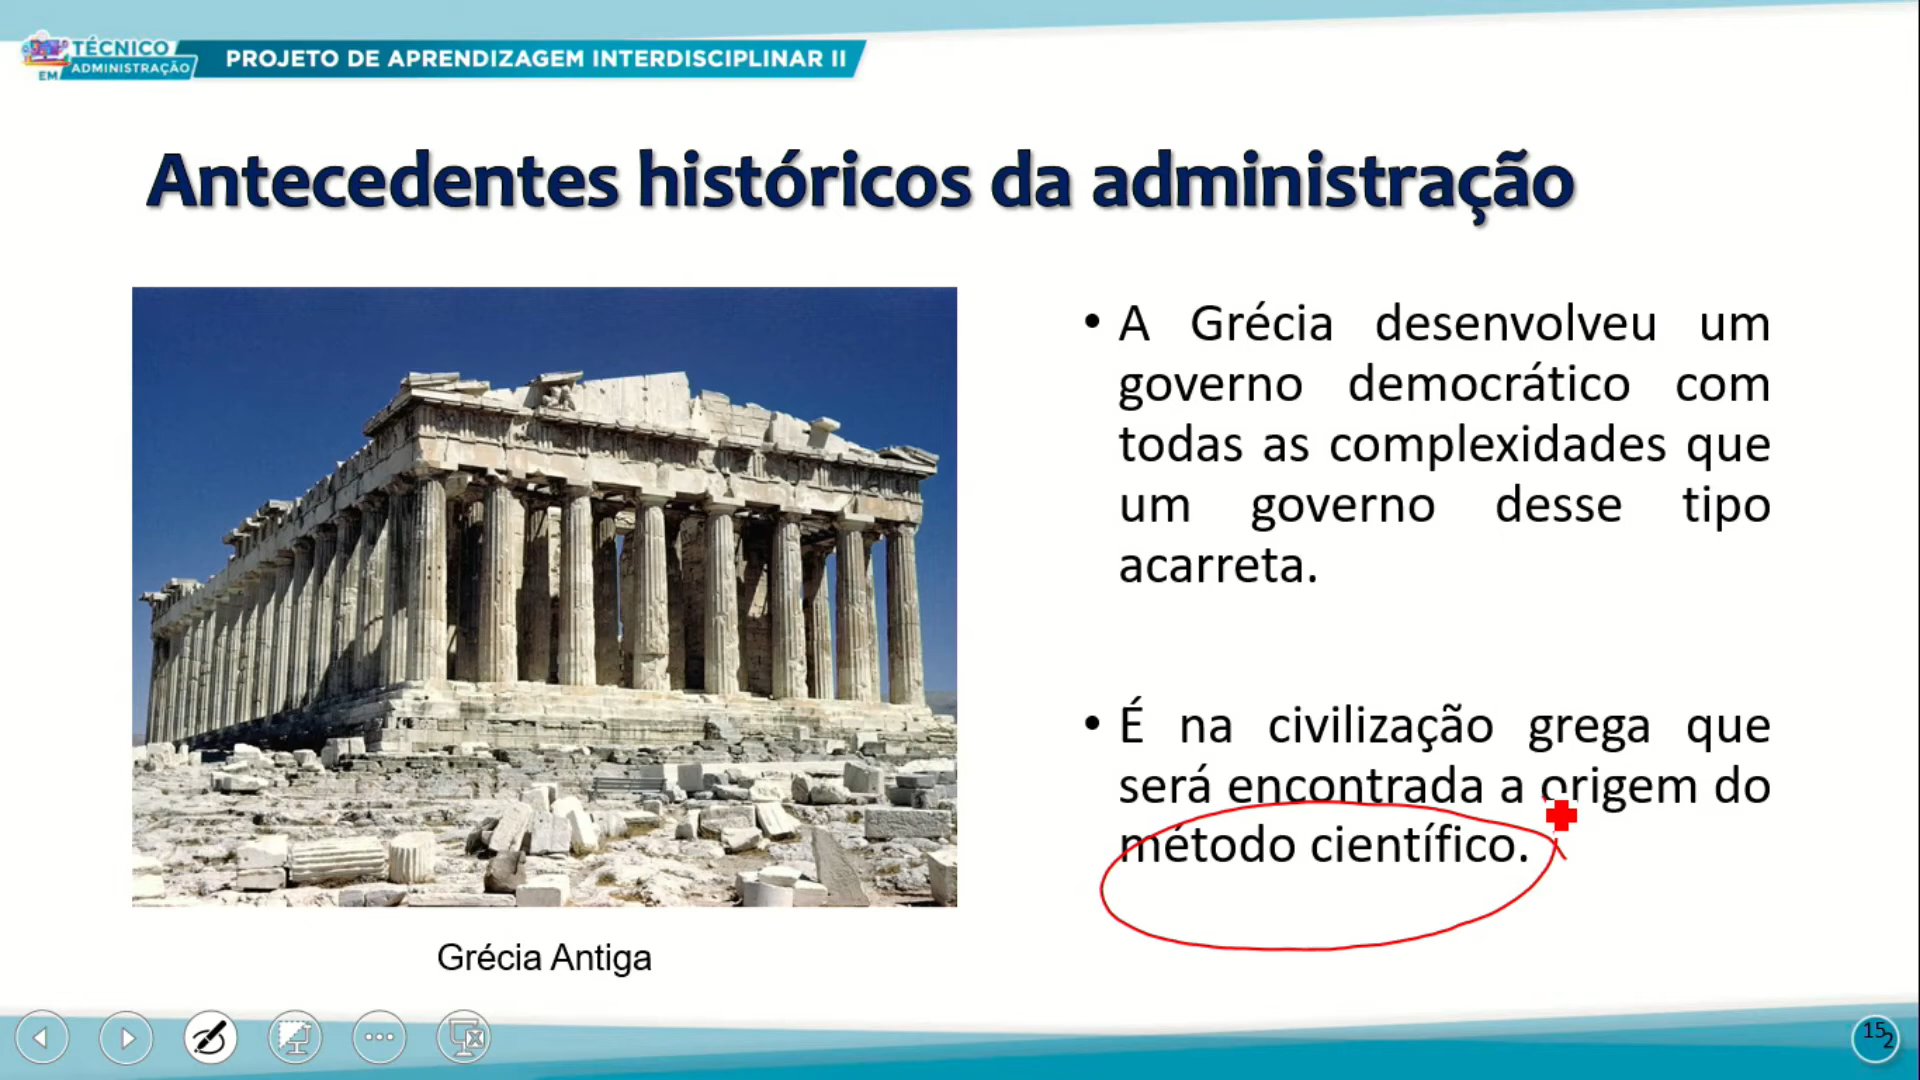 TÉCNICO
EM ADMINISTRAÇÃO
PROJETO DE APRENDIZAGEM INTERDISCIPLINAR II
Antecedentes históricos da administração
• A Grécia desenvolveu um
governo democrático com
todas as complexidades que
um governo desse tipo
acarreta.
• É na civilização grega que
será encontrada a origem do
método científico.
Grécia Antiga
15
2